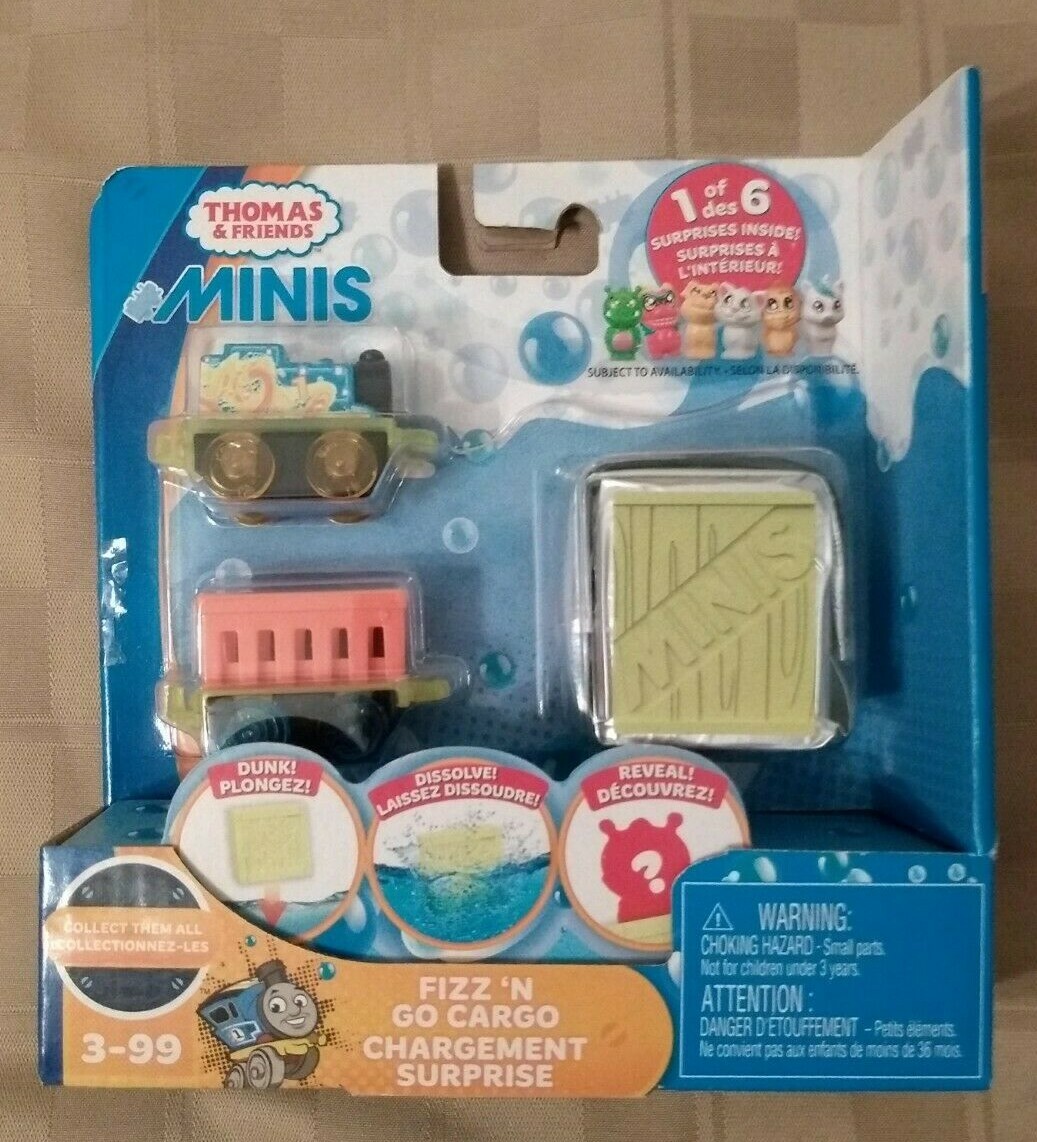 THOMAS
& FRIENDS
™
MINIS
1 of des 6
SURPRISES INSIDE!
SURPRISES À
L'INTÉRIEUR!
SUBJECT TO AVAILABILITY. • SELON LA DISPONIBILITÉ.
MINIS
DUNK!
PLONGEZ!
DISSOLVE!
LAISSEZ DISSOUDRE!
REVEAL!
DÉCOUVREZ!
?
COLLECT THEM ALL
COLLECTIONNEZ-LES
™
3-99
1
FIZZ ‘N
GO CARGO
CHARGEMENT
SURPRISE
WARNING:
CHOKING HAZARD - Small parts.
Not for children under 3 years.
ATTENTION :
DANGER D'ÉTOUFFEMENT - Petits éléments.
Ne convient pas aux enfants de moins de 36 mois.